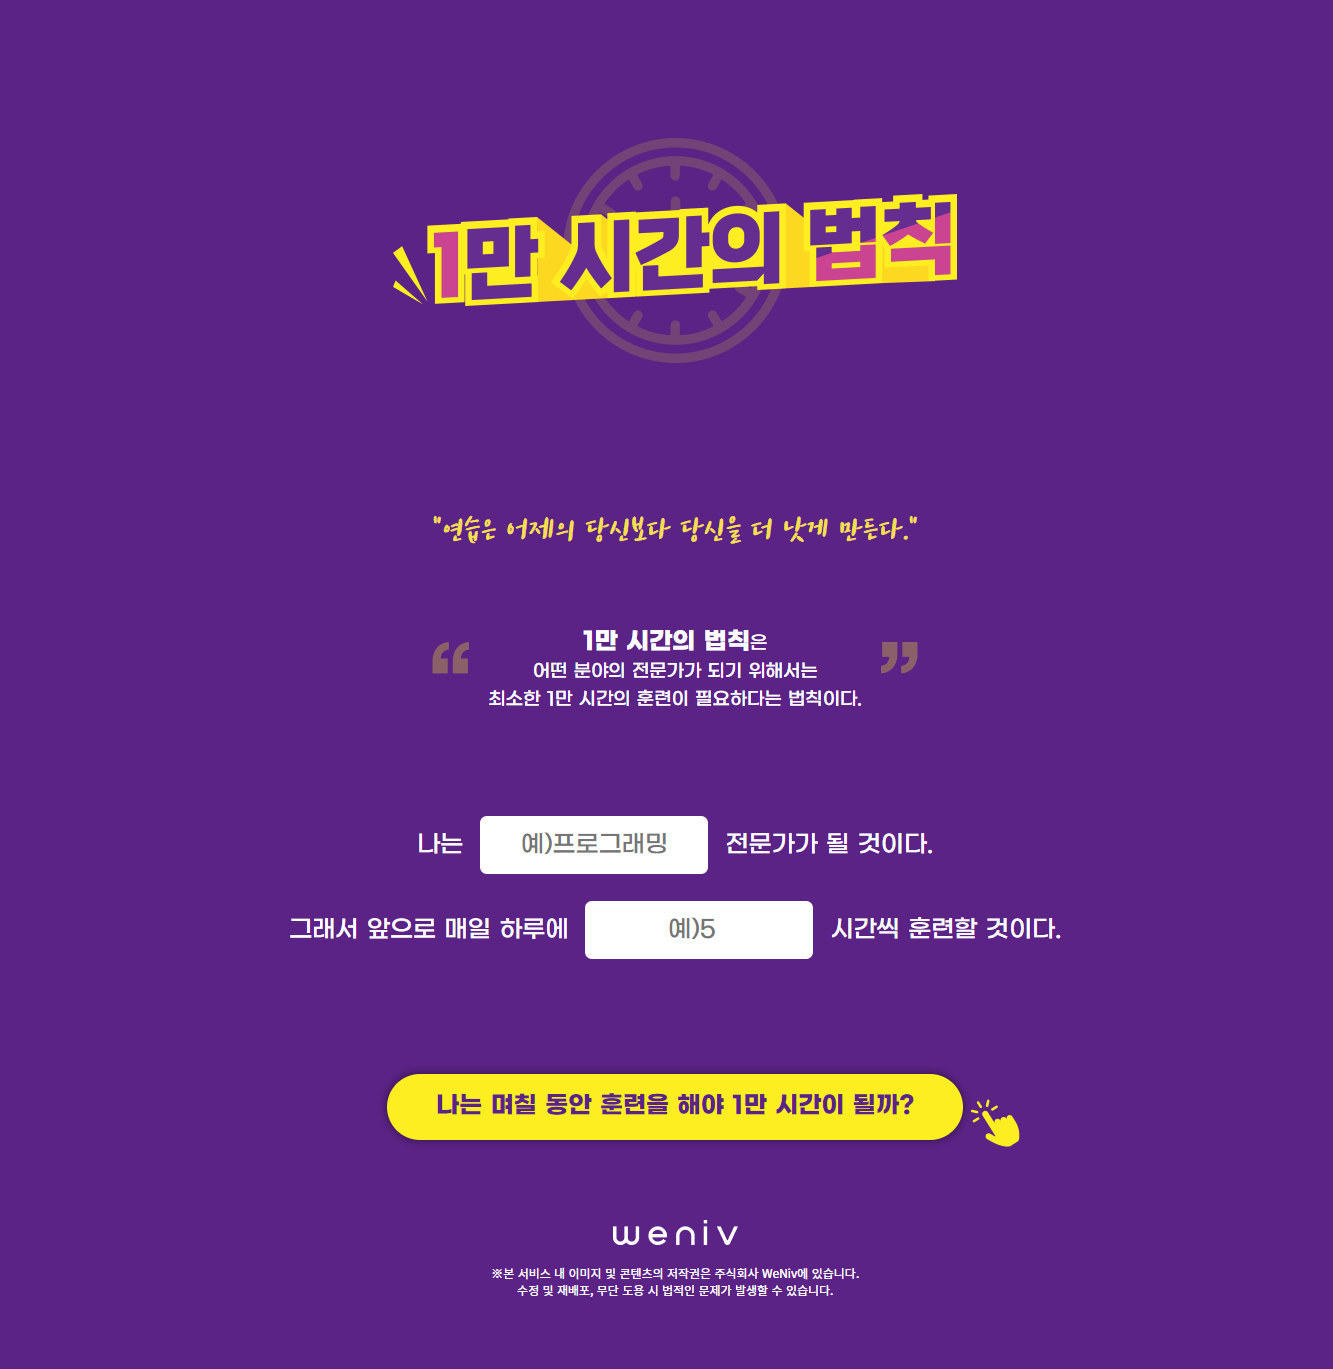 1만 시간의 법칙
"연습은 어제의 당신보다 당신을 더 낫게 만든다."
“ 1만 시간의 법칙은 ”
어떤 분야의 전문가가 되기 위해서는
최소한 1만 시간의 훈련이 필요하다는 법칙이다.
나는 예)프로그래밍 전문가가 될 것이다.
그래서 앞으로 매일 하루에 예)5 시간씩 훈련할 것이다.
나는 며칠 동안 훈련을 해야 1만 시간이 될까?
weniv
※본 서비스 내 이미지 및 콘텐츠의 저작권은 주식회사 WeNiv에 있습니다.
수정 및 재배포, 무단 도용 시 법적인 문제가 발생할 수 있습니다.